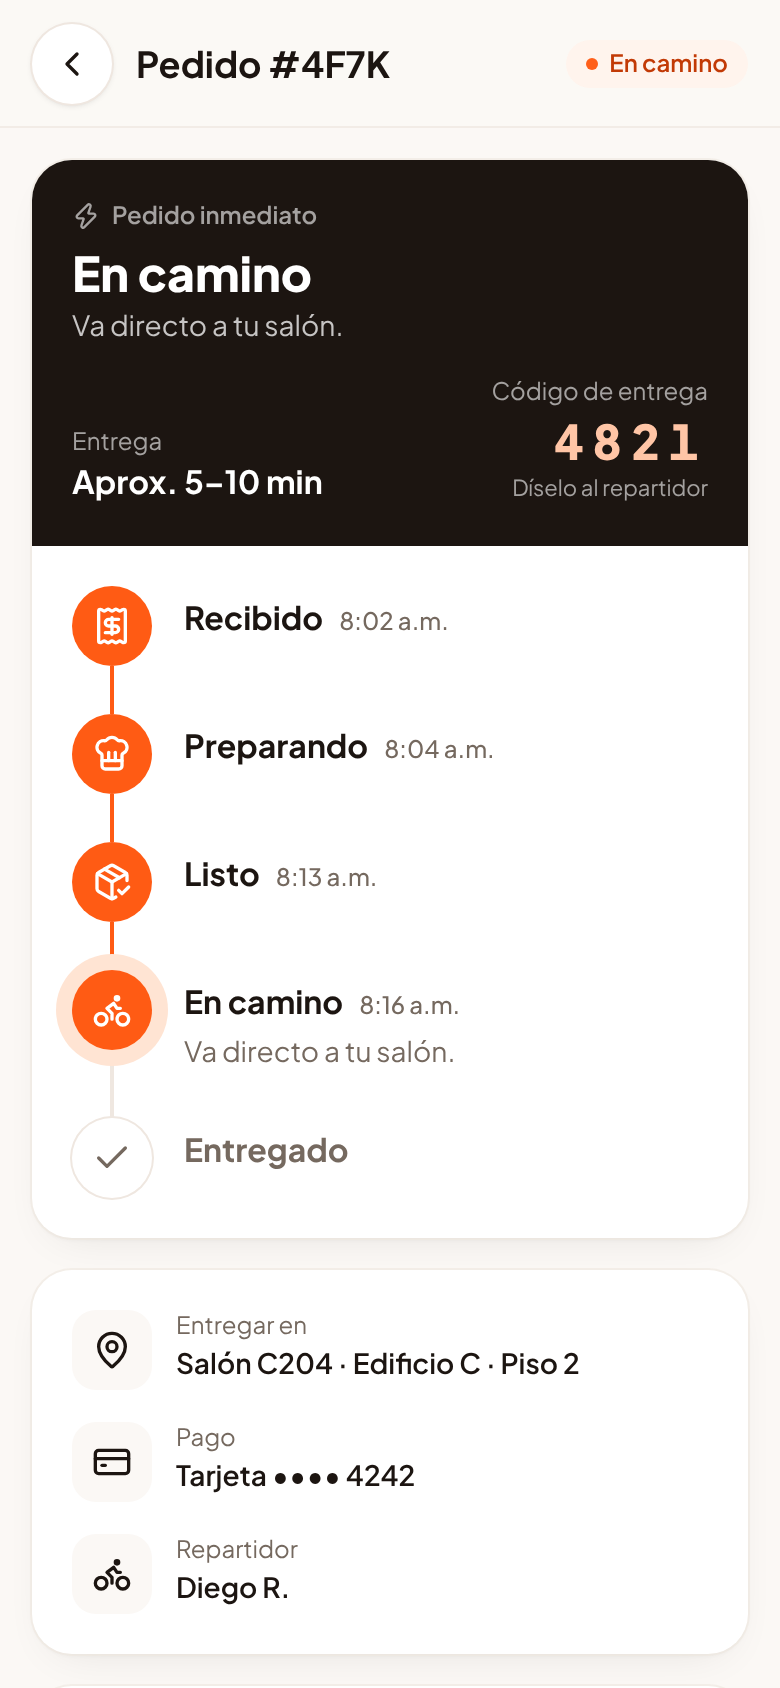 Pedido #4F7K
En camino
Pedido inmediato
En camino
Va directo a tu salón.
Código de entrega
4821
Díselo al repartidor
Entrega
Aprox. 5–10 min
Recibido 8:02 a.m.
Preparando 8:04 a.m.
Listo 8:13 a.m.
En camino 8:16 a.m.
Va directo a tu salón.
Entregado
Entregar en
Salón C204 · Edificio C · Piso 2
Pago
Tarjeta •••• 4242
Repartidor
Diego R.